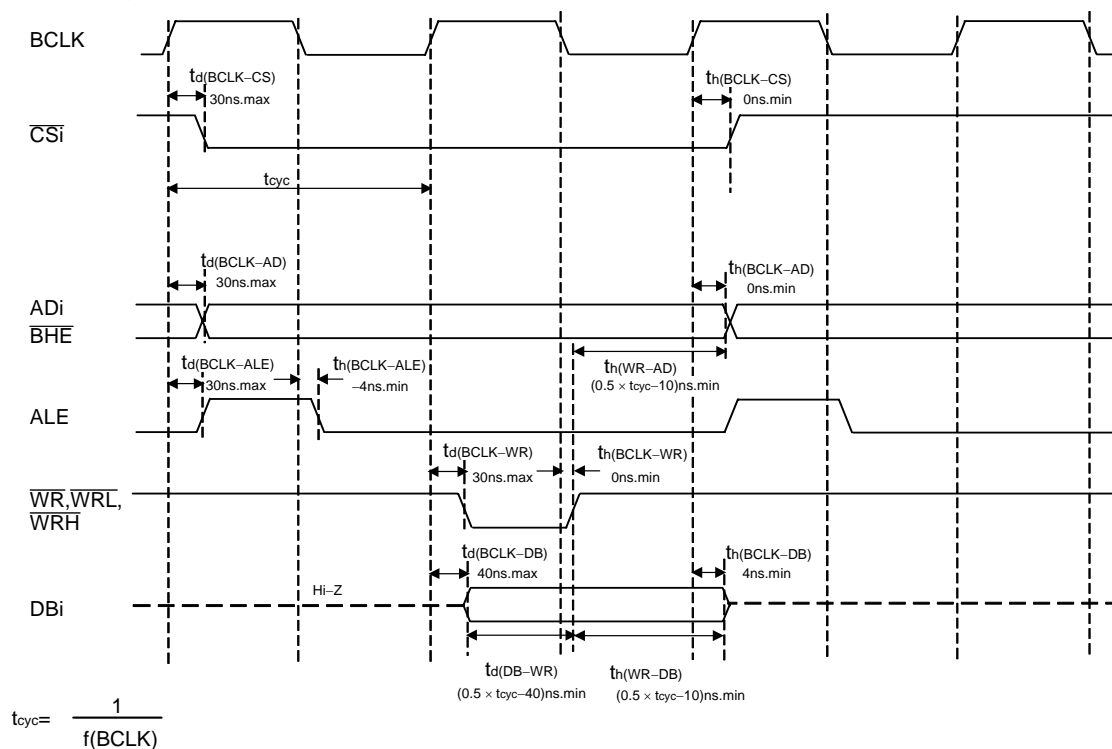 BCLK
td(BCLK−CS)
30ns.max
th(BCLK−CS)
0ns.min
CSi
tcyc
td(BCLK−AD)
30ns.max
th(BCLK−AD)
0ns.min
ADi
BHE
td(BCLK−ALE)
30ns.max
th(BCLK−ALE)
−4ns.min
th(WR−AD)
(0.5 × tcyc−10)ns.min
ALE
td(BCLK−WR)
30ns.max
th(BCLK−WR)
0ns.min
WR,WRL,
WRH
td(BCLK−DB)
40ns.max
th(BCLK−DB)
4ns.min
Hi−Z
DBi
td(DB−WR)
(0.5 × tcyc−40)ns.min
th(WR−DB)
(0.5 × tcyc−10)ns.min
tcyc= 1
f(BCLK)